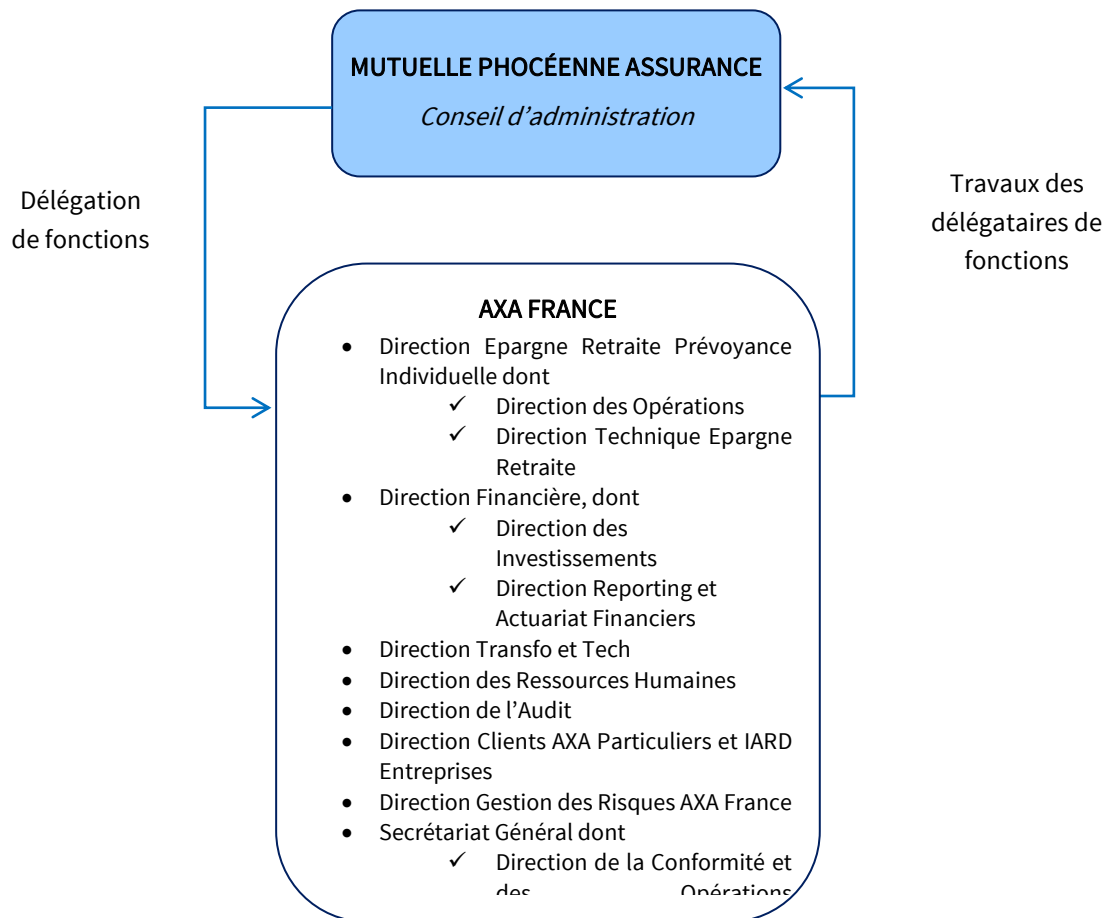 MUTUELLE PHOCÉENNE ASSURANCE
Conseil d'administration
Délégation
de fonctions
Travaux des
délégataires de
fonctions
AXA FRANCE
• Direction Epargne Retraite Prévoyance
Individuelle dont
✓ Direction des Opérations
✓ Direction Technique Epargne
Retraite
• Direction Financière, dont
✓ Direction des
Investissements
✓ Direction Reporting et
Actuariat Financiers
• Direction Transfo et Tech
• Direction des Ressources Humaines
• Direction de l'Audit
• Direction Clients AXA Particuliers et IARD
Entreprises
• Direction Gestion des Risques AXA France
• Secrétariat Général dont
✓ Direction de la Conformité et
des Opérations